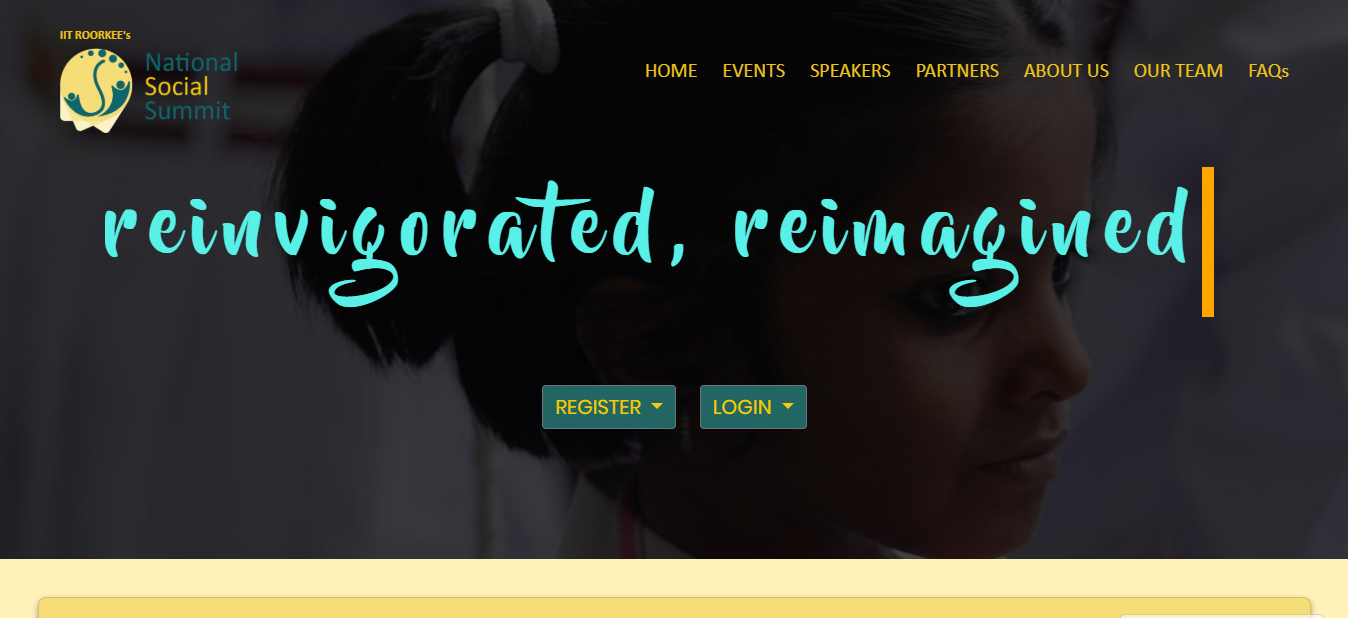 IIT ROORKEE's
National
Social
Summit
HOME EVENTS SPEAKERS PARTNERS ABOUT US OUR TEAM FAQs
reinvigorated, reimagined
REGISTER LOGIN